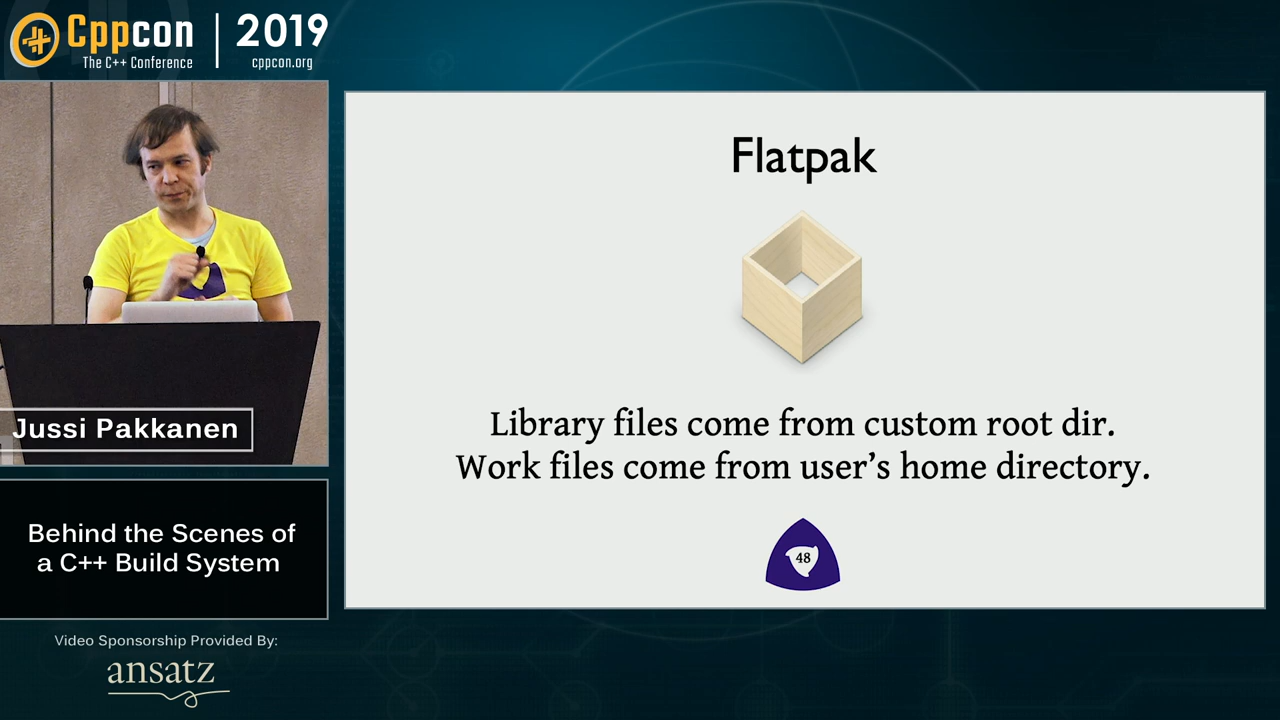 Cppcon
The C++ Conference
2019
cppcon.org
Jussi Pakkanen
Behind the Scenes of
a C++ Build System
Video Sponsorship Provided By:
ansatz
Flatpak
Library files come from custom root dir.
Work files come from user’s home directory.
48